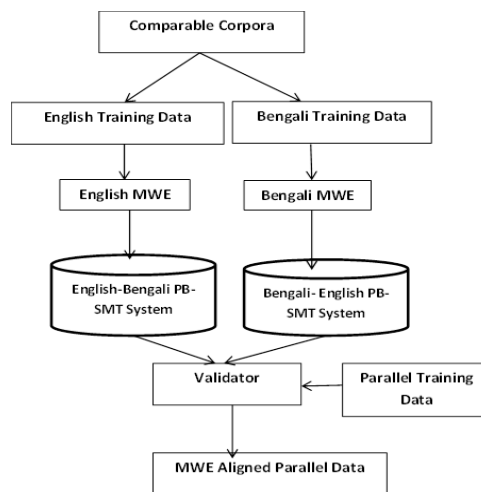 Comparable Corpora
English Training Data
Bengali Training Data
English MWE
Bengali MWE
English-Bengali PB-
SMT System
Bengali- English PB-
SMT System
Validator
Parallel Training
Data
MWE Aligned Parallel Data